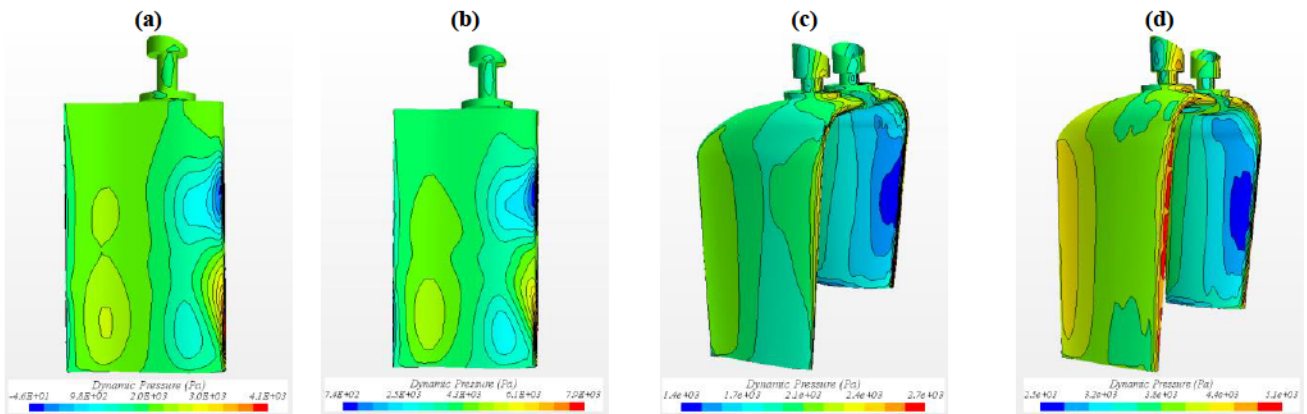 (a) (b) (c) (d)
Dynamic Pressure (Pa)
-4.6E+01 9.8E+02 2.0E+03 3.0E+03 4.1E+03
Dynamic Pressure (Pa)
7.4E+02 2.5E+03 4.3E+03 6.1E+03 7.9E+03
Dynamic Pressure (Pa)
1.4e+03 1.7e+03 2.1e+03 2.4e+03 2.7e+03
Dynamic Pressure (Pa)
2.5e+03 3.2e+03 3.8e+03 4.4e+03 5.1e+03